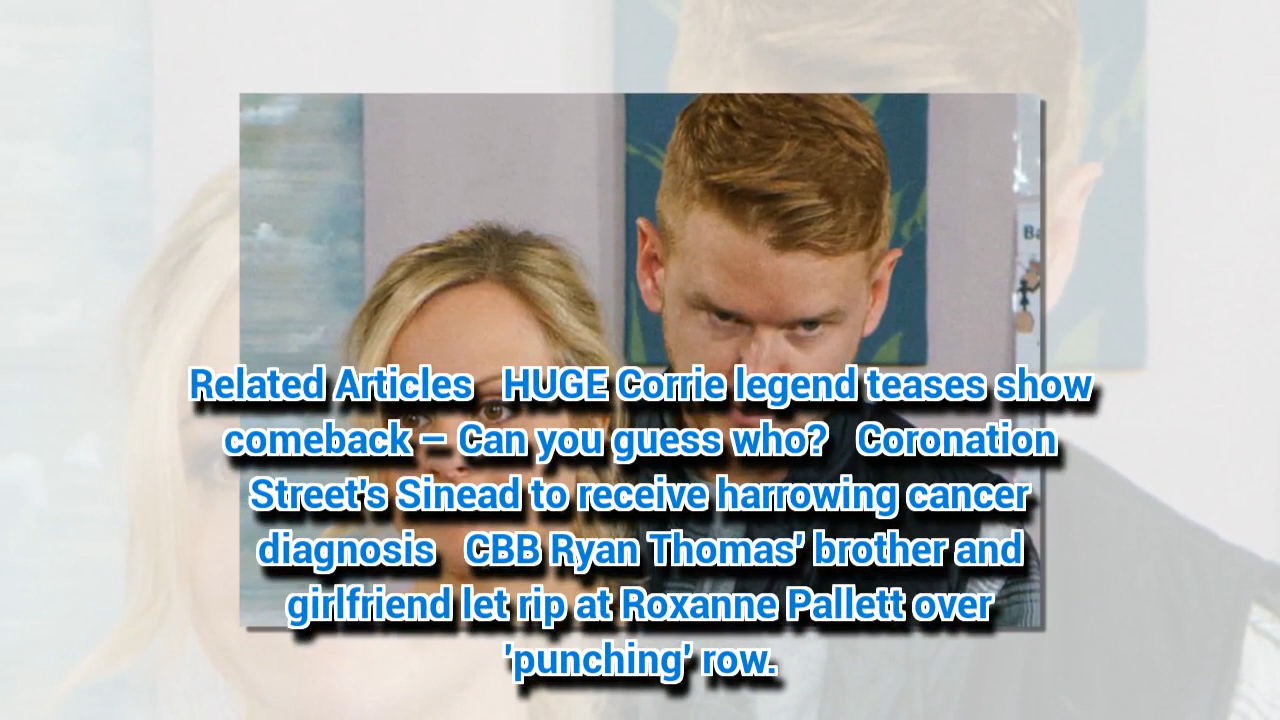 Related Articles HUGE Corrie legend teases show
comeback – Can you guess who? Coronation
Street's Sinead to receive harrowing cancer
diagnosis CBB Ryan Thomas' brother and
girlfriend let rip at Roxanne Pallett over
'punching' row.
Ba